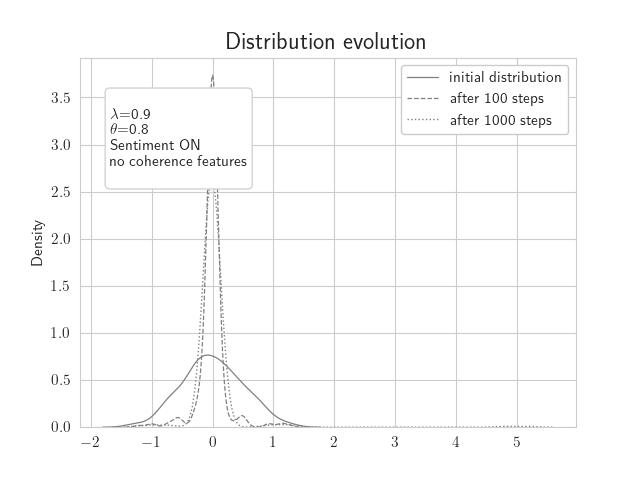 Distribution evolution
initial distribution
after 100 steps
after 1000 steps
λ=0.9
θ=0.8
Sentiment ON
no coherence features
Density
3.5
3.0
2.5
2.0
1.5
1.0
0.5
0.0
−2 −1 0 1 2 3 4 5